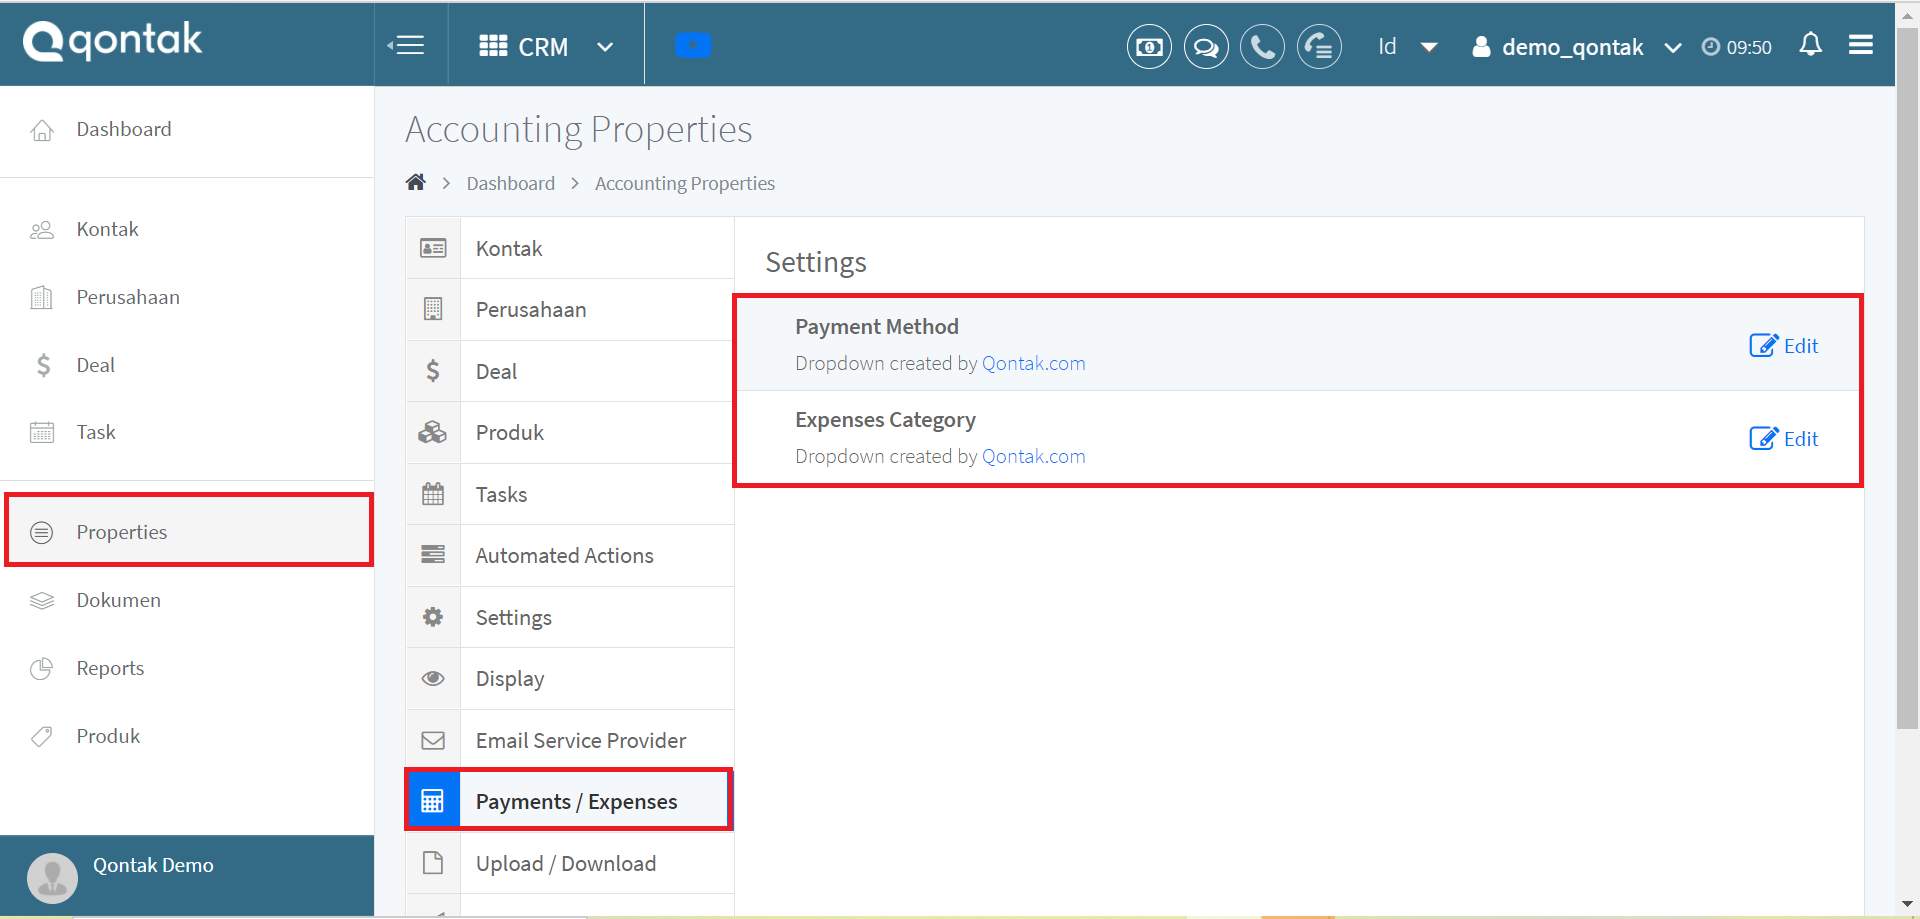 qontak
CRM
Id
demo_qontak
09:50
Dashboard
Kontak
Perusahaan
Deal
Task
Properties
Dokumen
Reports
Produk
Qontak Demo
Accounting Properties
Dashboard
Accounting Properties
Kontak
Perusahaan
Deal
Produk
Tasks
Automated Actions
Settings
Display
Email Service Provider
Payments / Expenses
Upload / Download
Settings
Payment Method
Dropdown created by Qontak.com
Edit
Expenses Category
Dropdown created by Qontak.com
Edit